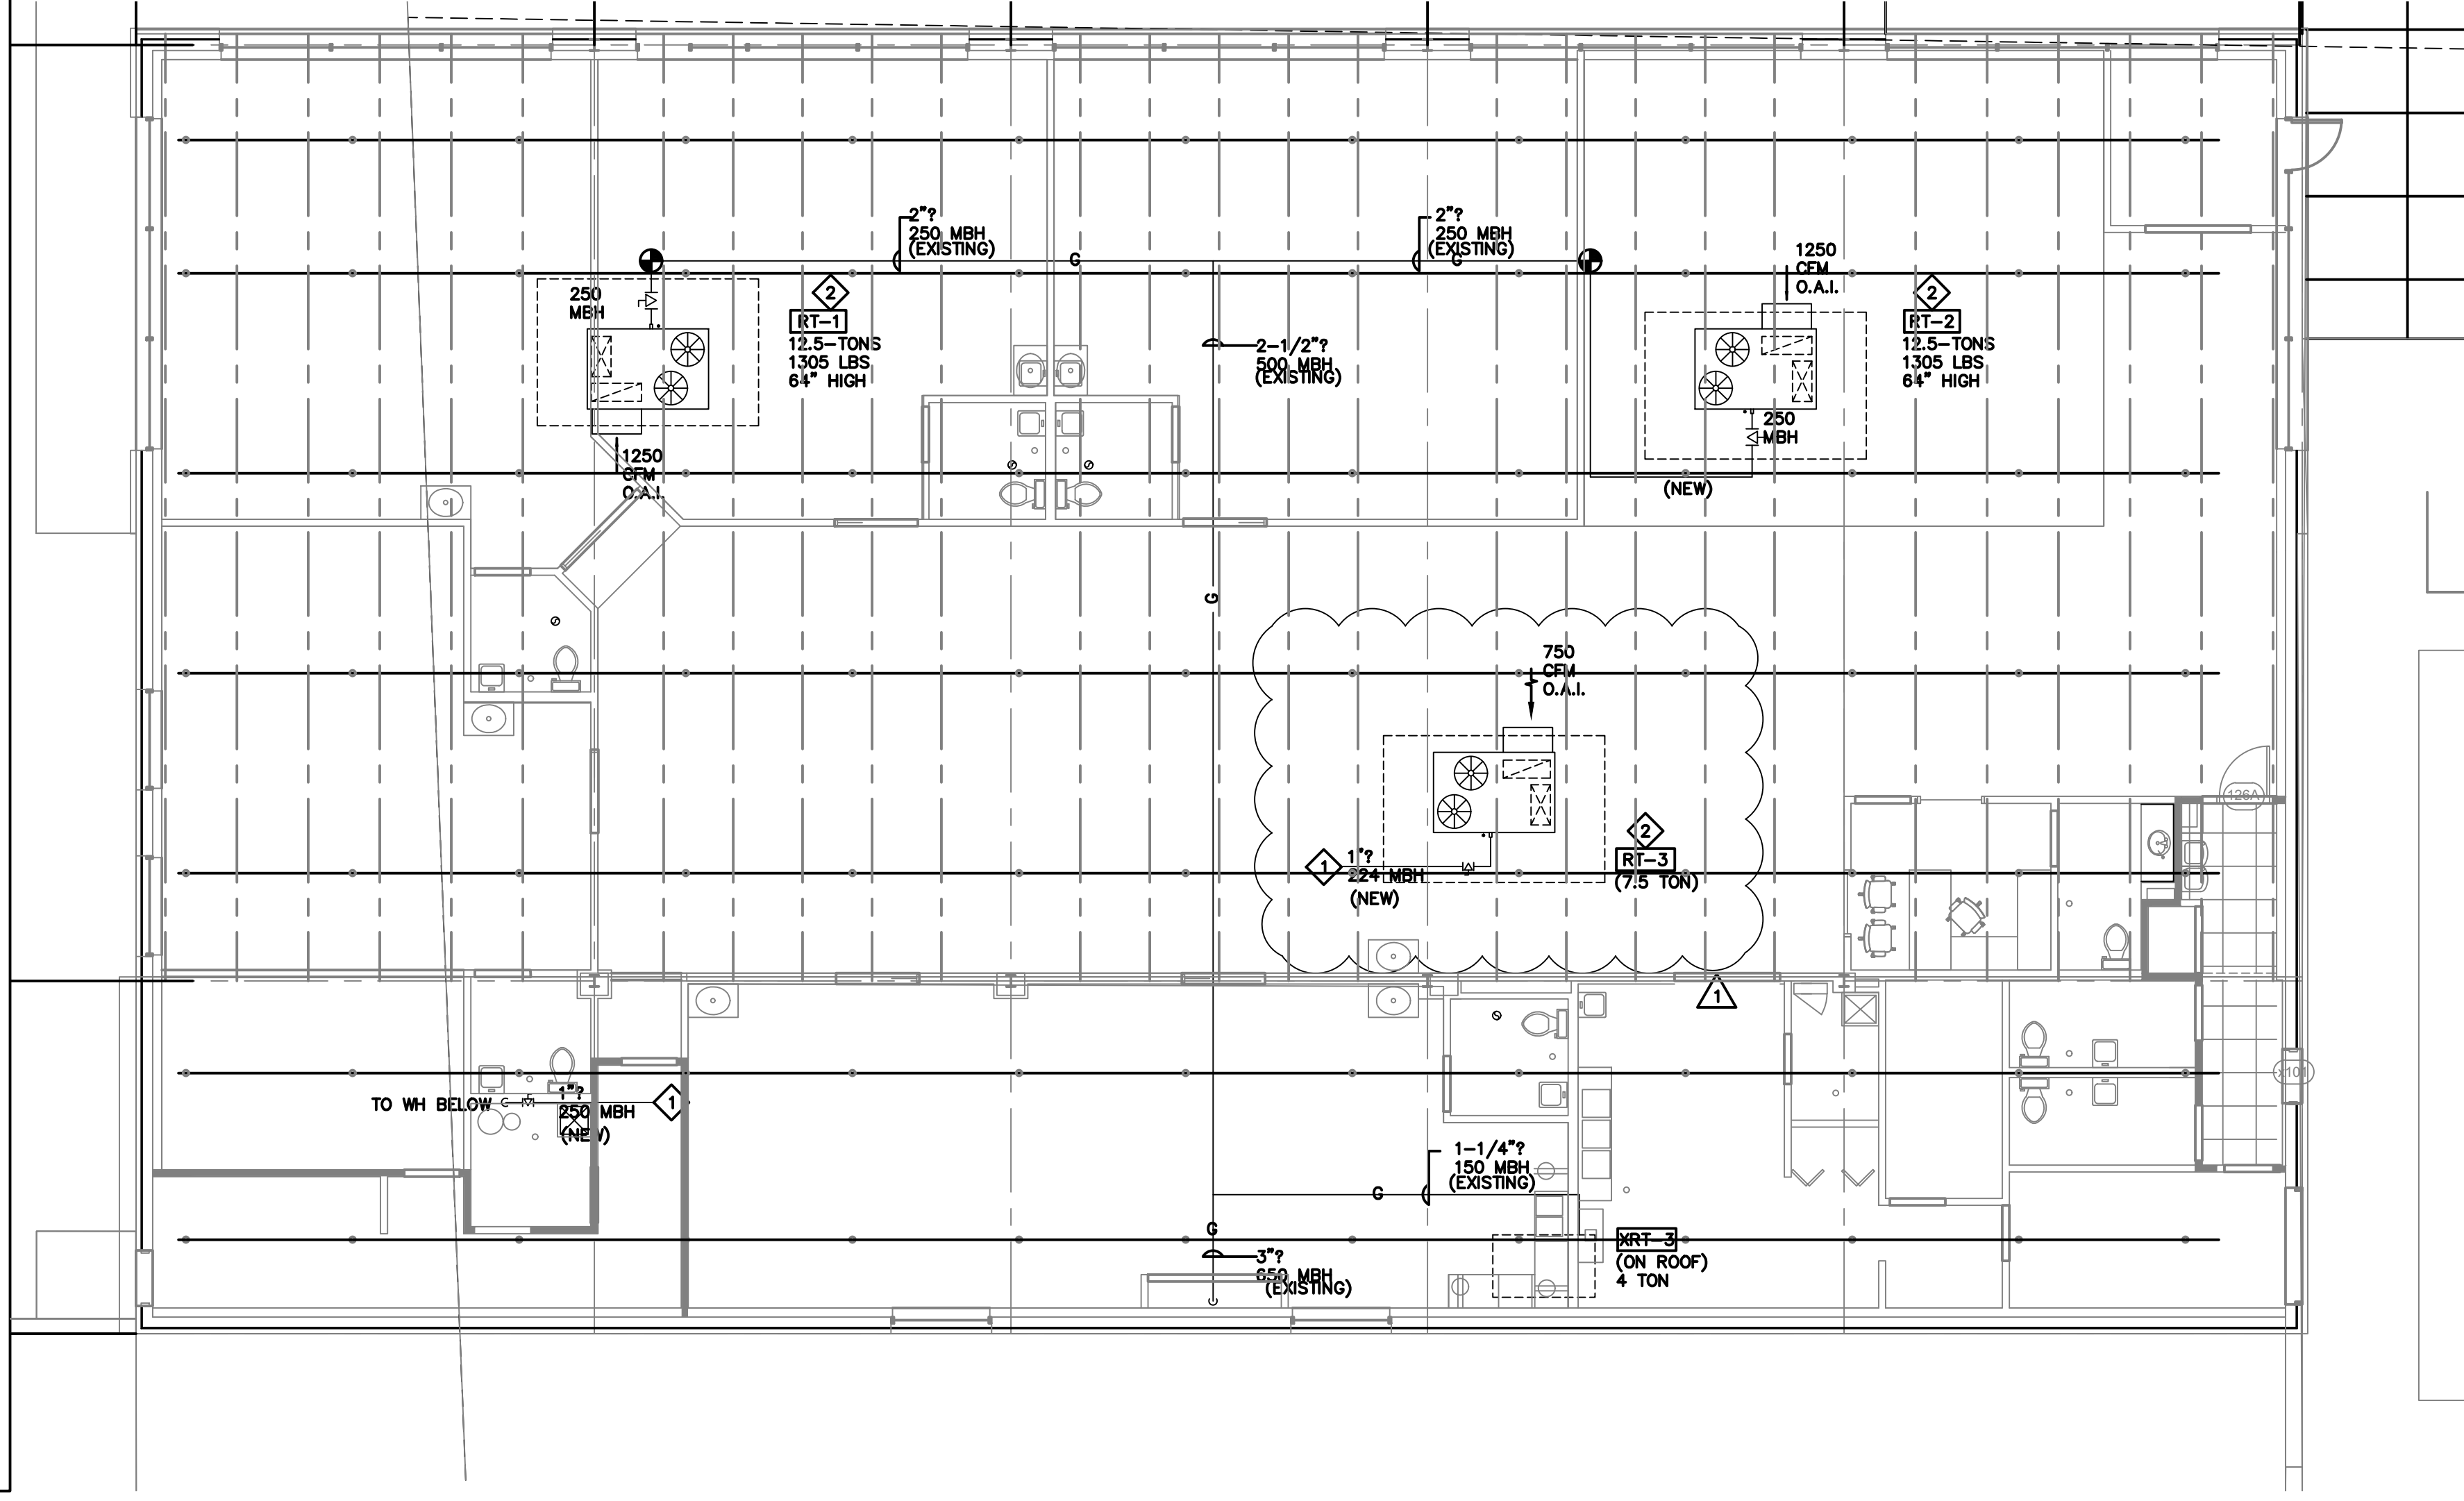 2"?
250 MBH
(EXISTING)
2"?
250 MBH
(EXISTING)
G
G
1250
CFM
O.A.I.
250
MBH
2
RT-1
12.5-TONS
1305 LBS
64" HIGH
2
RT-2
12.5-TONS
1305 LBS
64" HIGH
2-1/2"?
500 MBH
(EXISTING)
250
MBH
1250
CFM
O.A.I.
(NEW)
G
750
CFM
O.A.I.
126A
2
RT-3
(7.5 TON)
1
1"?
224 MBH
(NEW)
1
x101
TO WH BELOW
1"?
250 MBH
(NEW)
1
1-1/4"?
150 MBH
(EXISTING)
G
G
3"?
650 MBH
(EXISTING)
XRT-3
(ON ROOF)
4 TON